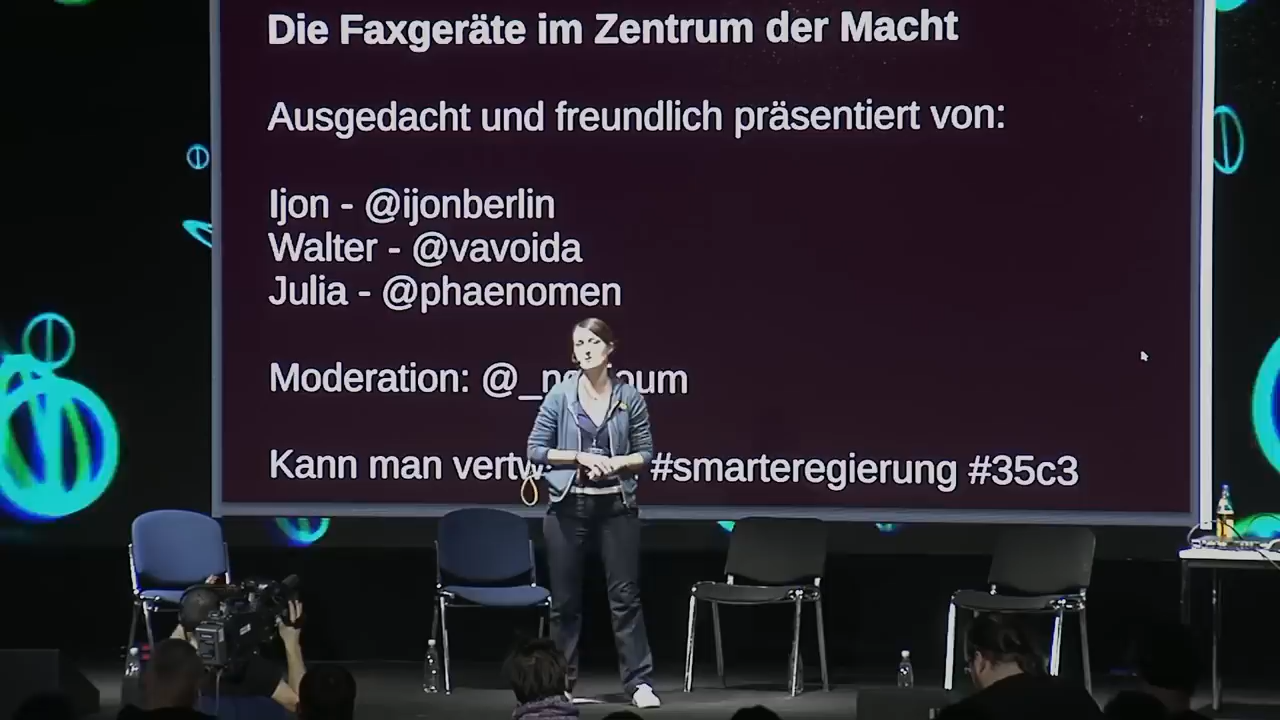 Die Faxgeräte im Zentrum der Macht
Ausgedacht und freundlich präsentiert von:
Ijon - @ijonberlin
Walter - @vavoida
Julia - @phaenomen
Moderation:
Kann man #smarteregierung #35c3